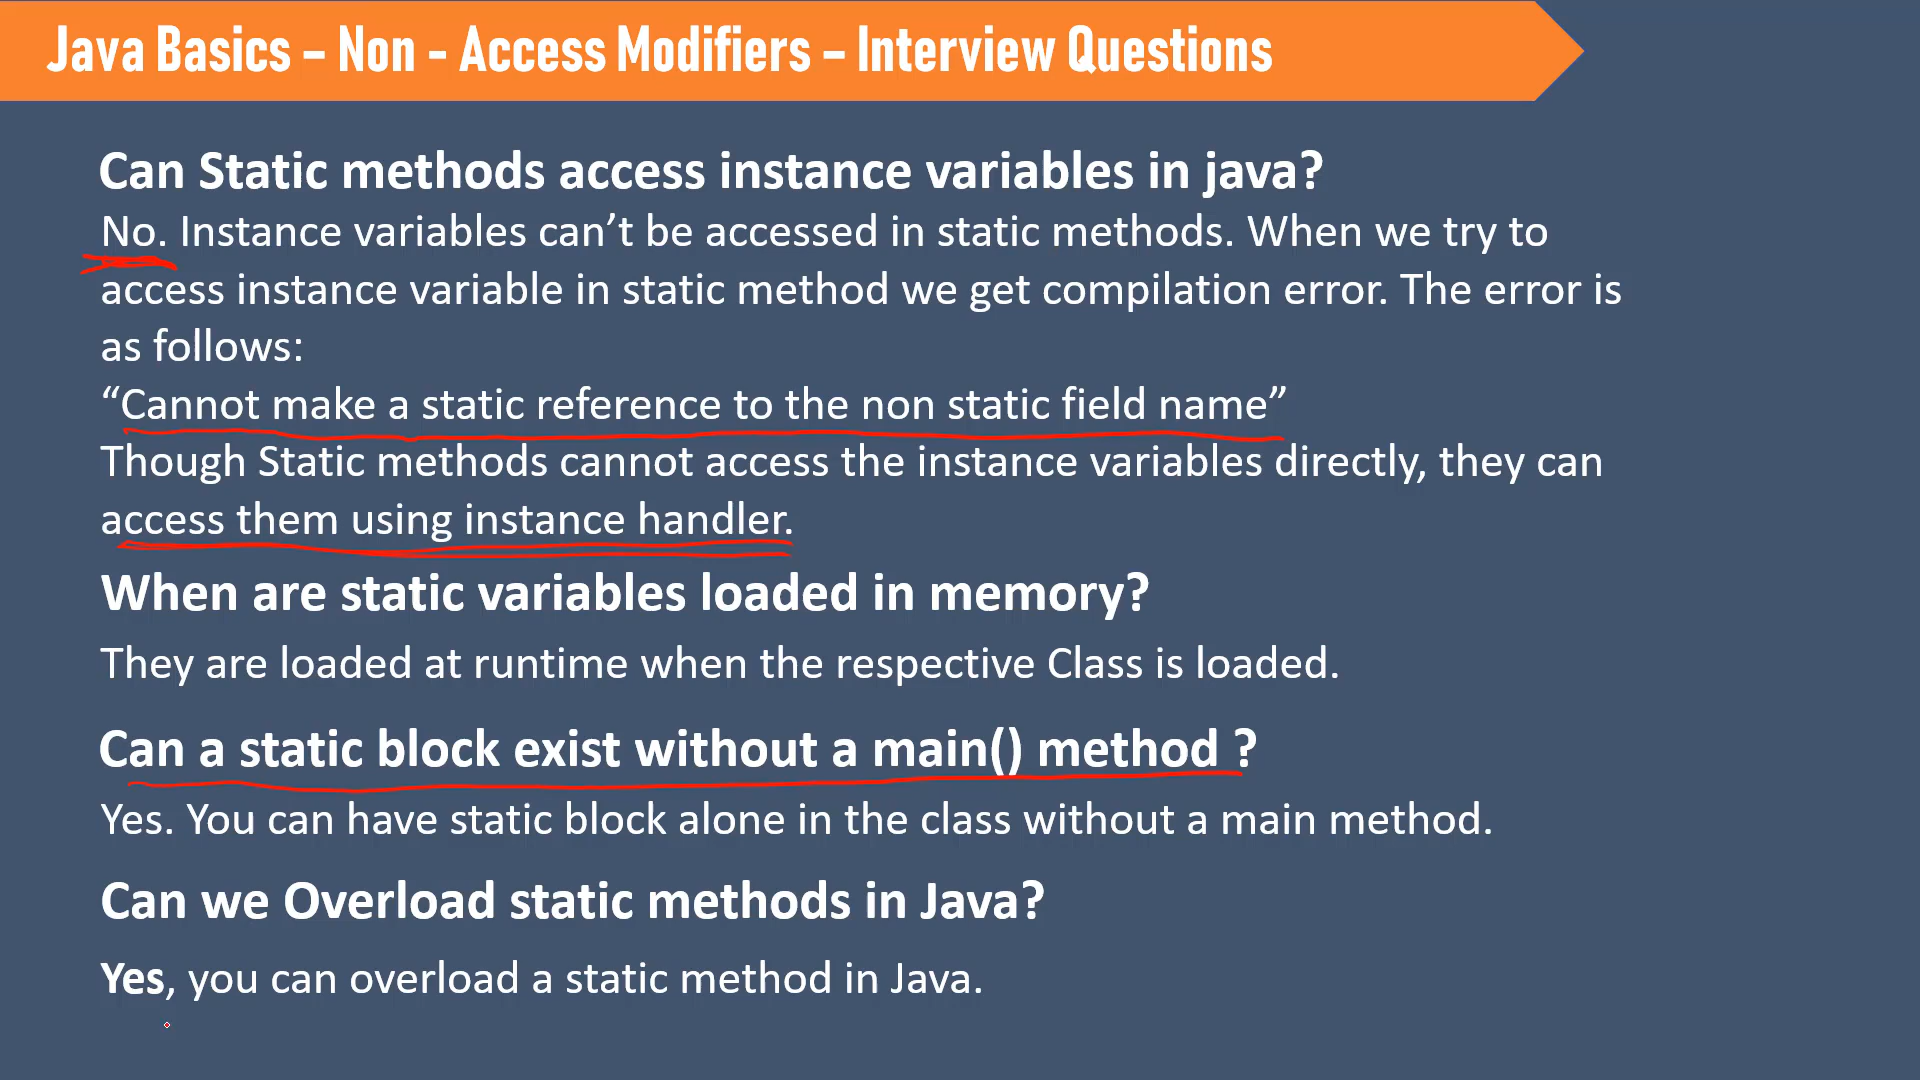 Java Basics – Non - Access Modifiers – Interview Questions
Can Static methods access instance variables in java?
No. Instance variables can’t be accessed in static methods. When we try to
access instance variable in static method we get compilation error. The error is
as follows:
“Cannot make a static reference to the non static field name”
Though Static methods cannot access the instance variables directly, they can
access them using instance handler.
When are static variables loaded in memory?
They are loaded at runtime when the respective Class is loaded.
Can a static block exist without a main() method ?
Yes. You can have static block alone in the class without a main method.
Can we Overload static methods in Java?
Yes, you can overload a static method in Java.